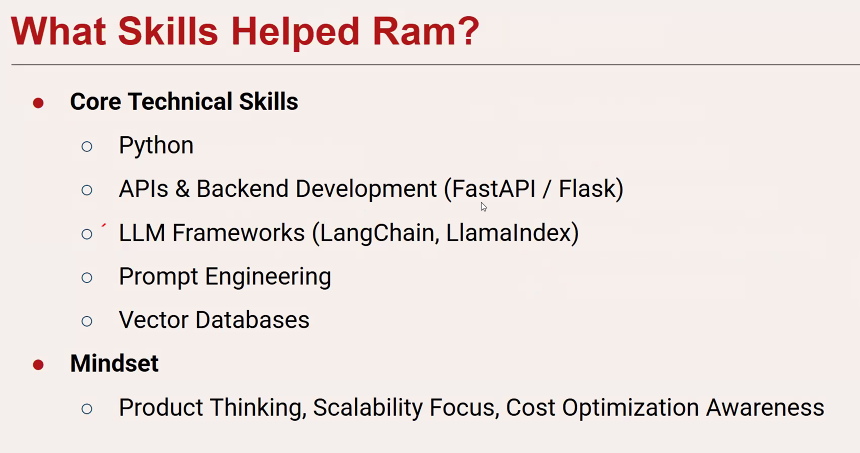 What Skills Helped Ram?
Core Technical Skills
Python
APIs & Backend Development (FastAPI / Flask)
LLM Frameworks (LangChain, LlamaIndex)
Prompt Engineering
Vector Databases
Mindset
Product Thinking, Scalability Focus, Cost Optimization Awareness